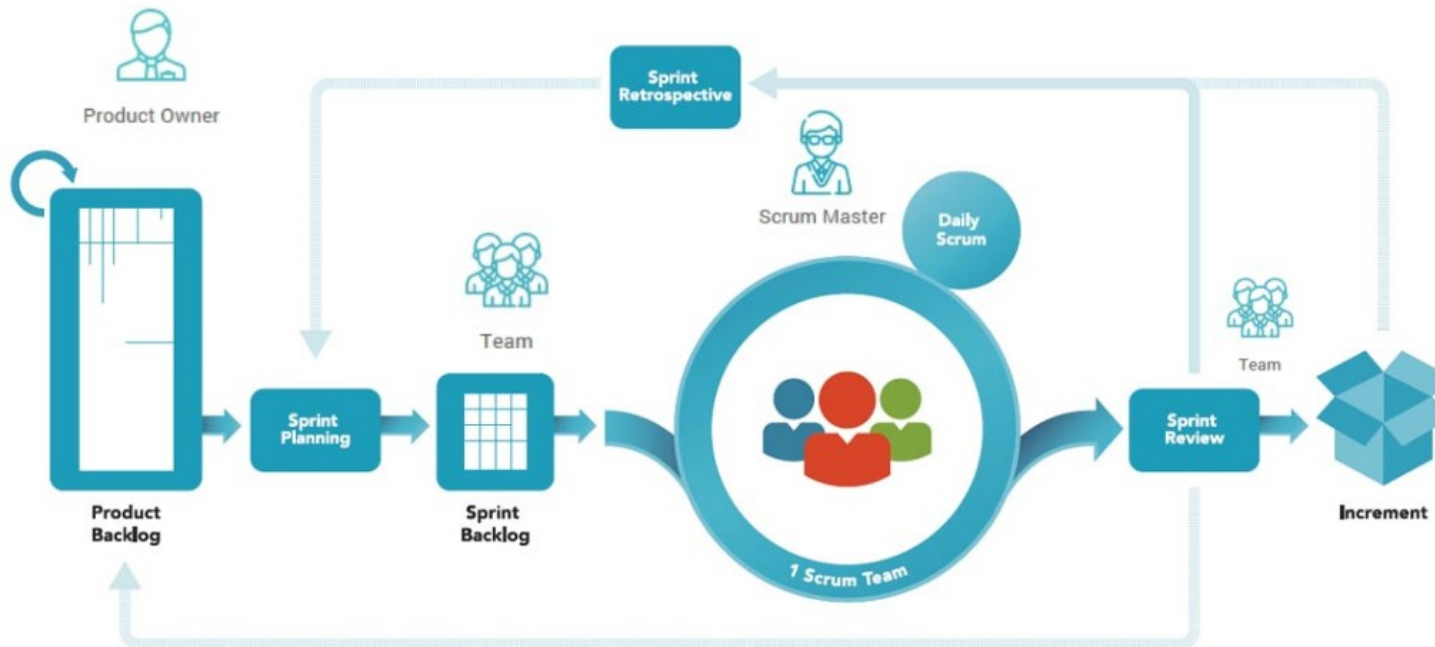 Product Owner
Sprint
Retrospective
Scrum Master
Daily
Scrum
Team
Team
Sprint
Planning
Sprint
Review
Product
Backlog
Sprint
Backlog
1 Scrum Team
Increment